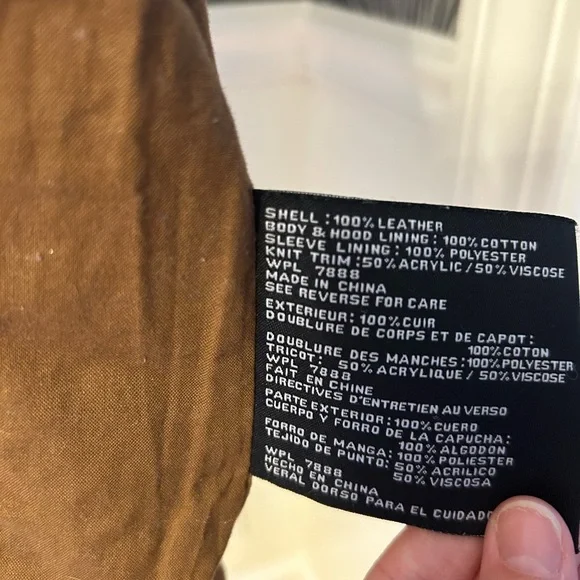 SHELL : 100% LEATHER
BODY & HOOD LINING : 100% COTTON
SLEEVE LINING : 100% POLYESTER
KNIT TRIM : 50% ACRYLIC / 50% VISCOSE
WPL 7888
MADE IN CHINA
SEE REVERSE FOR CARE
EXTERIEUR : 100% CUIR
DOUBLURE DE CORPS ET DE CAPOT :
100% COTON
DOUBLURE DES MANCHES : 100% POLYESTER
TRICOT : 50% ACRYLIQUE / 50% VISCOSE
WPL 7888
FAIT EN CHINE
DIRECTIVES D'ENTRETIEN AU VERSO
PARTE EXTERIOR : 100% CUERO
CUERPO Y FORRO DE LA CAPUCHA :
100% ALGODON
FORRO DE MANGA : 100% POLIESTER
TEJIDO DE PUNTO : 50% ACRILICO
50% VISCOSA
WPL 7888
HECHO EN CHINA
VERAL DORSO PARA EL CUIDADO